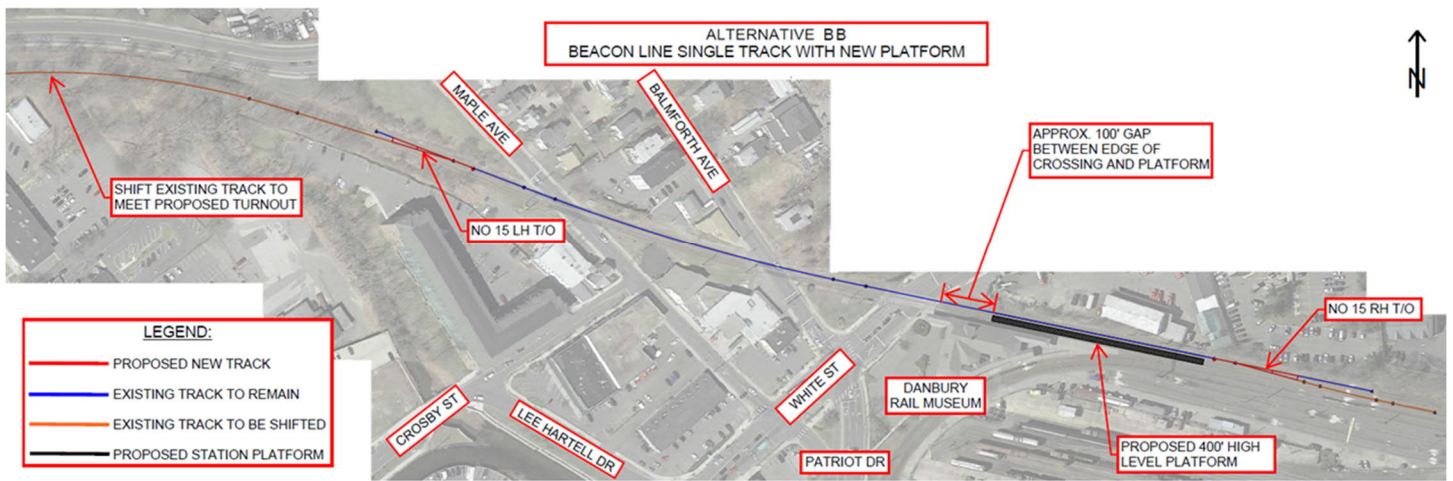 ALTERNATIVE BB
BEACON LINE SINGLE TRACK WITH NEW PLATFORM
N
MAPLE AVE
BALMFORTH AVE
APPROX. 100' GAP
BETWEEN EDGE OF
CROSSING AND PLATFORM
SHIFT EXISTING TRACK TO
MEET PROPOSED TURNOUT
NO 15 LH T/O
NO 15 RH T/O
LEGEND:
PROPOSED NEW TRACK
EXISTING TRACK TO REMAIN
EXISTING TRACK TO BE SHIFTED
PROPOSED STATION PLATFORM
CROSBY ST
LEE HARTELL DR
WHITE ST
DANBURY
RAIL MUSEUM
PATRIOT DR
PROPOSED 400' HIGH
LEVEL PLATFORM